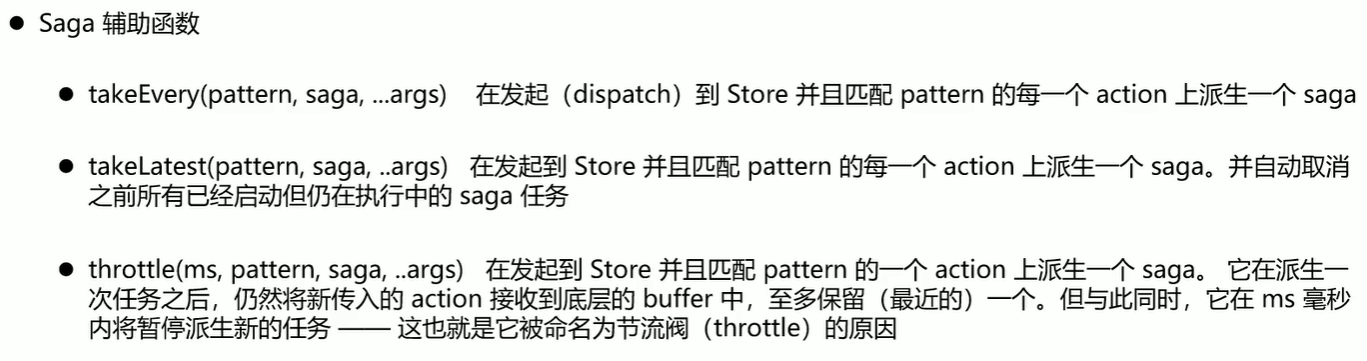 ● Saga 辅助函数
● takeEvery(pattern, saga, ...args) 在发起（dispatch）到 Store 并且匹配 pattern 的每一个 action 上派生一个 saga
● takeLatest(pattern, saga, ..args) 在发起到 Store 并且匹配 pattern 的每一个 action 上派生一个 saga。并自动取消
之前所有已经启动但仍在执行中的 saga 任务
● throttle(ms, pattern, saga, ..args) 在发起到 Store 并且匹配 pattern 的一个 action 上派生一个 saga。 它在派生一
次任务之后，仍然将新传入的 action 接收到底层的 buffer 中，至多保留（最近的）一个。但与此同时，它在 ms 毫秒
内将暂停派生新的任务 —— 这也就是它被命名为节流阀（throttle）的原因